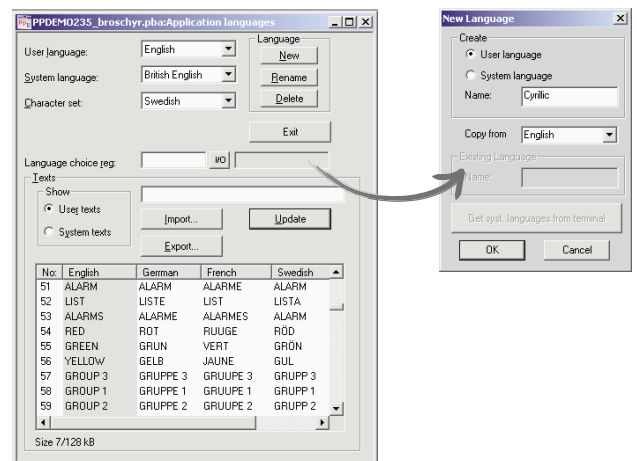 PPDEMO235_broschyr.pba:Application languages
User language: English
System language: British English
Character set: Swedish
Language
New
Rename
Delete
Exit
Language choice reg: I/O
Texts
Show
User texts
System texts
Import...
Update
Export...
No: English German French Swedish
51 ALARM ALARM ALARME ALARM
52 LIST LISTE LIST LISTA
53 ALARMS ALARME ALARMES ALARM
54 RED ROT RUUGE RÖD
55 GREEN GRUN VERT GRÖN
56 YELLOW GELB JAUNE GUL
57 GROUP 3 GRUPPE 3 GRUUPE 3 GRUPP 3
58 GROUP 1 GRUPPE 1 GRUUPE 1 GRUPP 1
59 GROUP 2 GRUPPE 2 GRUUPE 2 GRUPP 2
Size 7/128 kB
New Language
Create
User language
System language
Name: Cyrillic
Copy from English
Existing Language
Name:
Get syst. languages from terminal
OK Cancel